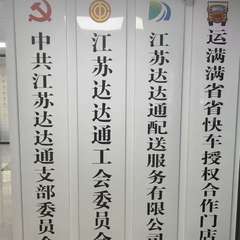 中共江苏达达通支部委员会
江苏达达通工会委员会
江苏达达通配送服务有限公司
运满满省省快车授权合作门店